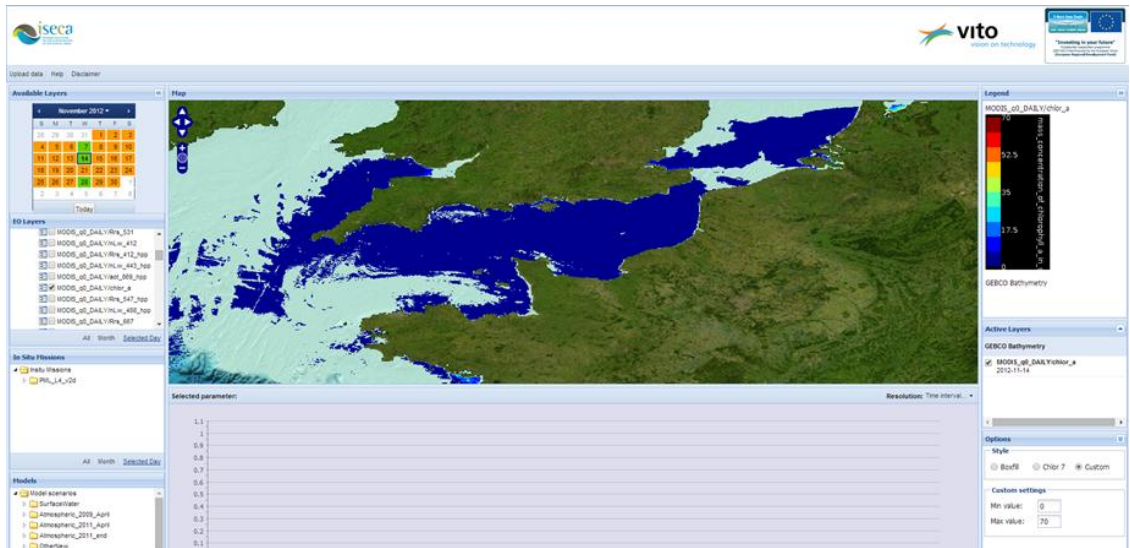 iseca
vito
vision on technology
"Investing in your future"
Upload data Help Disclaimer
Available Layers
November 2012
S M T W T F S
28 29 30 31 1 2 3
4 5 6 7 8 9 10
11 12 13 14 15 16 17
18 19 20 21 22 23 24
25 26 27 28 29 30 1
2 3 4 5 6 7 8
Today
EO Layers
MODIS_q0_DAILY/Rrs_531
MODIS_q0_DAILY/nLw_412
MODIS_q0_DAILY/Rrs_412_hpp
MODIS_q0_DAILY/nLw_443_hpp
MODIS_q0_DAILY/aot_869_hpp
MODIS_q0_DAILY/chlor_a
MODIS_q0_DAILY/Rrs_547_hpp
MODIS_q0_DAILY/nLw_488_hpp
MODIS_q0_DAILY/Rrs_667
All Month Selected Day
In Situ Missions
Insitu Missions
PML_L4_v2d
All Month Selected Day
Models
Model scenarios
SurfaceWater
Atmospheric_2009_April
Atmospheric_2011_April
Atmospheric_2011_end
OtherNew
Map
Selected parameter:
Resolution: Time interval...
1.1
1
0.9
0.8
0.7
0.6
0.5
0.4
0.3
0.2
0.1
Legend
MODIS_q0_DAILY/chlor_a
70
52.5
35
17.5
0
mass_concentration_of_chlorophyll_a_in_
GEBCO Bathymetry
Active Layers
GEBCO Bathymetry
MODIS_q0_DAILY/chlor_a
2012-11-14
Options
Style
Boxfill Chlor 7 Custom
Custom settings
Min value: 0
Max value: 70